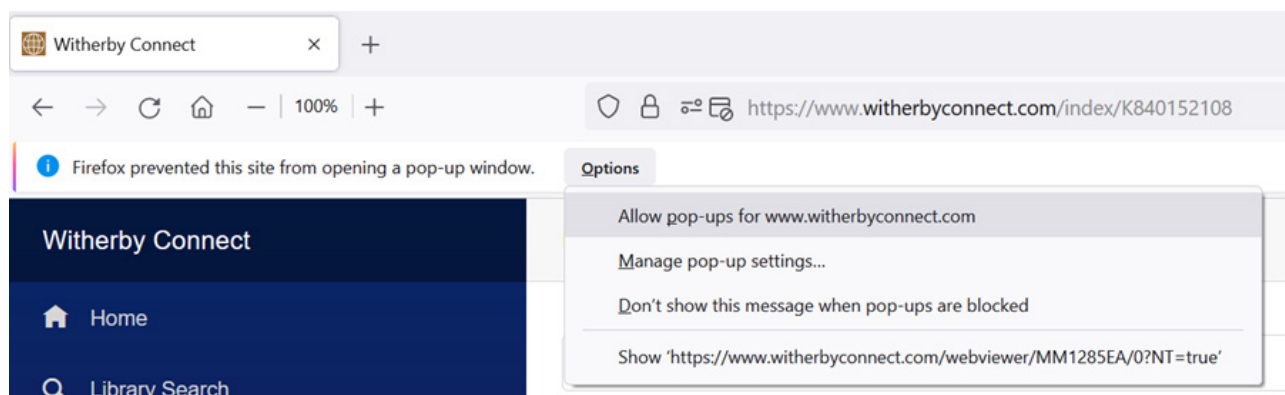 Witherby Connect
100%
https://www.witherbyconnect.com/index/K840152108
Firefox prevented this site from opening a pop-up window.
Options
Allow pop-ups for www.witherbyconnect.com
Manage pop-up settings...
Don't show this message when pop-ups are blocked
Show 'https://www.witherbyconnect.com/webviewer/MM1285EA/0?NT=true'
Witherby Connect
Home
Library Search